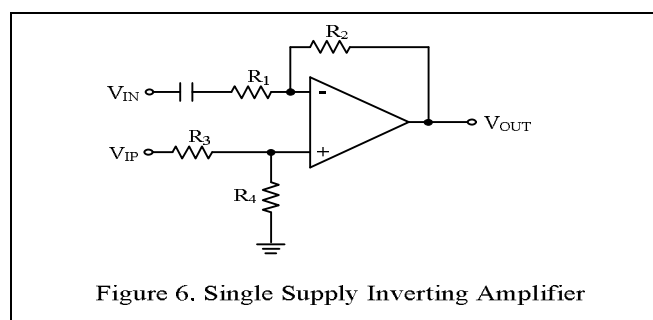 R2
R1
VIN
-
VOUT
R3
VIP
+
R4
Figure 6. Single Supply Inverting Amplifier